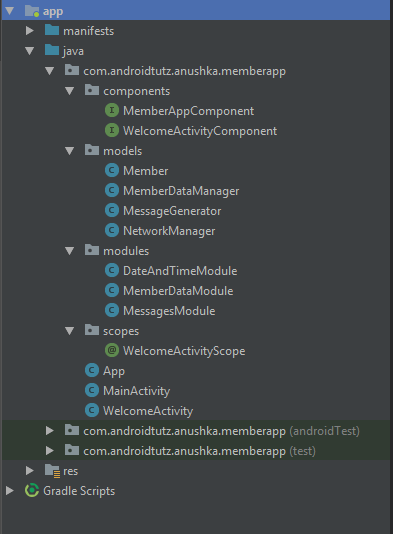 app
manifests
java
com.androidtutz.anushka.memberapp
components
MemberAppComponent
WelcomeActivityComponent
models
Member
MemberDataManager
MessageGenerator
NetworkManager
modules
DateAndTimeModule
MemberDataModule
MessagesModule
scopes
WelcomeActivityScope
App
MainActivity
WelcomeActivity
com.androidtutz.anushka.memberapp (androidTest)
com.androidtutz.anushka.memberapp (test)
res
Gradle Scripts